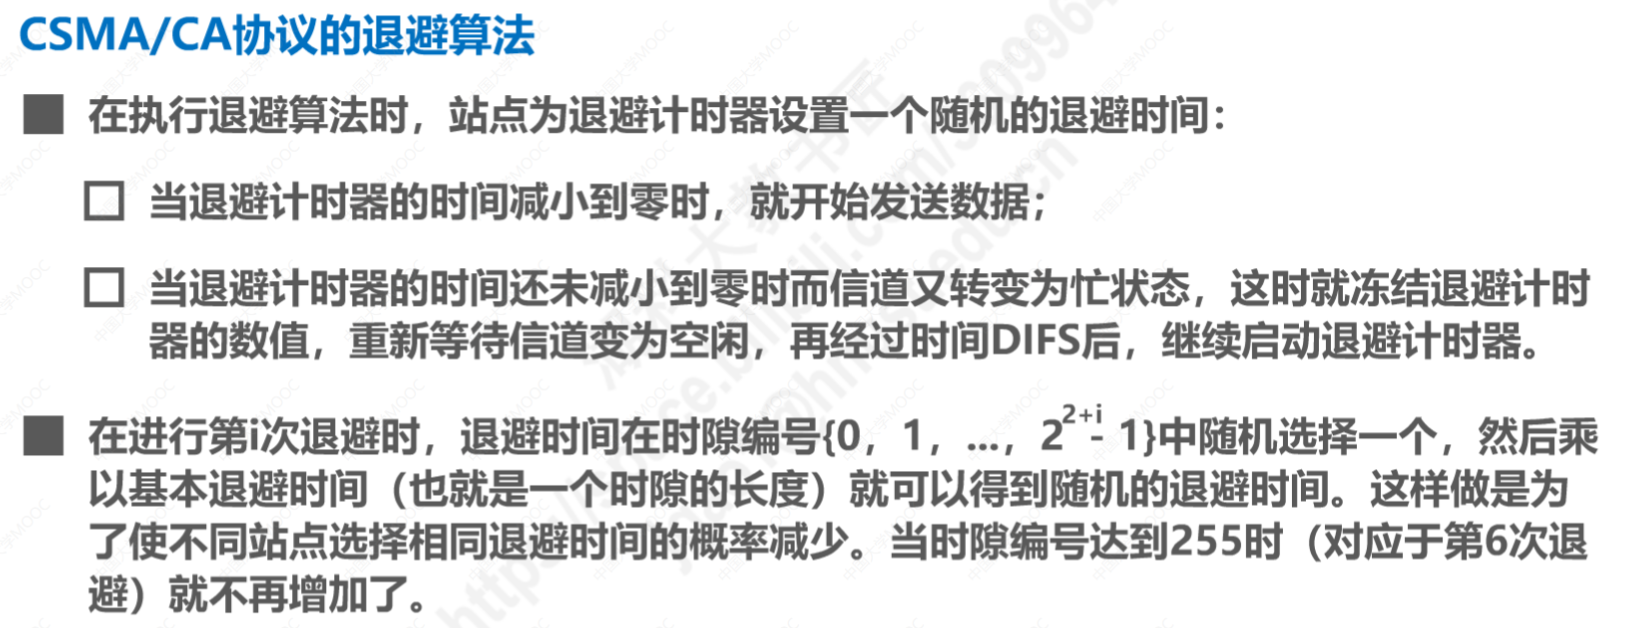 CSMA/CA协议的退避算法
在执行退避算法时，站点为退避计时器设置一个随机的退避时间：
当退避计时器的时间减小到零时，就开始发送数据；
当退避计时器的时间还未减小到零时而信道又转变为忙状态，这时就冻结退避计时
器的数值，重新等待信道变为空闲，再经过时间DIFS后，继续启动退避计时器。
在进行第i次退避时，退避时间在时隙编号{0，1，...，2^{2+i} - 1}中随机选择一个，然后乘
以基本退避时间（也就是一个时隙的长度）就可以得到随机的退避时间。这样做是为
了使不同站点选择相同退避时间的概率减少。当时隙编号达到255时（对应于第6次退
避）就不再增加了。
中国大学MOOC